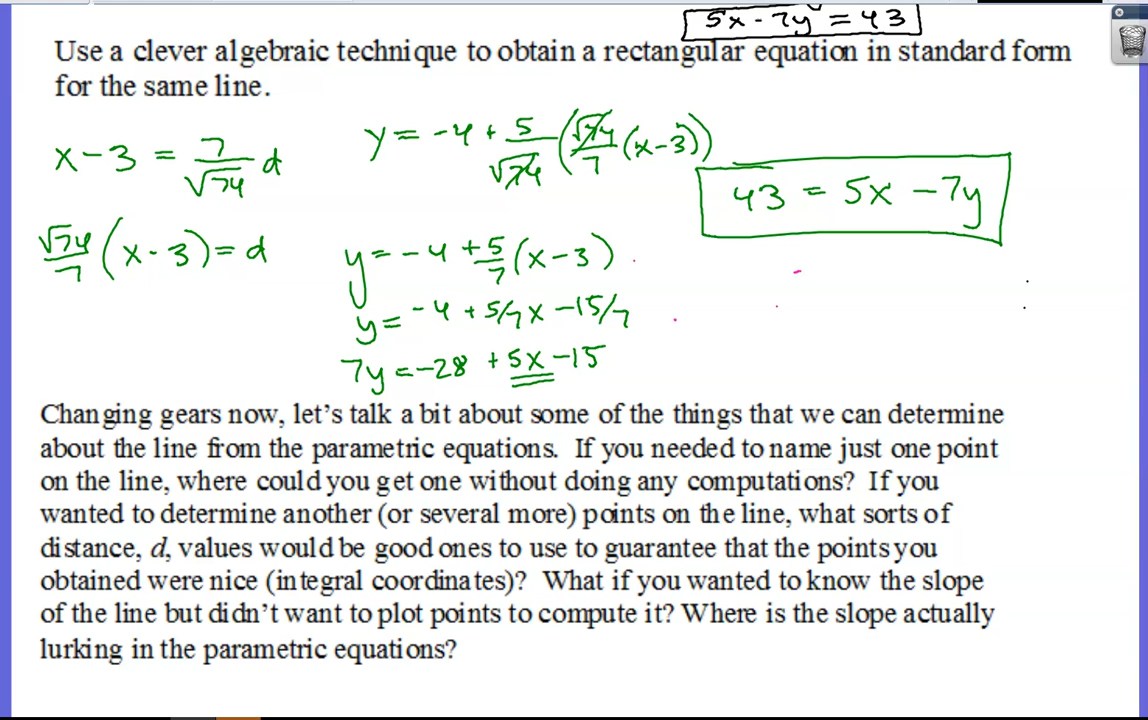 5x - 7y = 43
Use a clever algebraic technique to obtain a rectangular equation in standard form
for the same line.
x - 3 = 7/√74 d
y = -4 + 5/√74 (√74/7 (x-3))
43 = 5x - 7y
√74/7 (x - 3) = d
y = -4 + 5/7 (x - 3)
y = -4 + 5/7x - 15/7
7y = -28 + 5x - 15
Changing gears now, let's talk a bit about some of the things that we can determine
about the line from the parametric equations. If you needed to name just one point
on the line, where could you get one without doing any computations? If you
wanted to determine another (or several more) points on the line, what sorts of
distance, d, values would be good ones to use to guarantee that the points you
obtained were nice (integral coordinates)? What if you wanted to know the slope
of the line but didn't want to plot points to compute it? Where is the slope actually
lurking in the parametric equations?